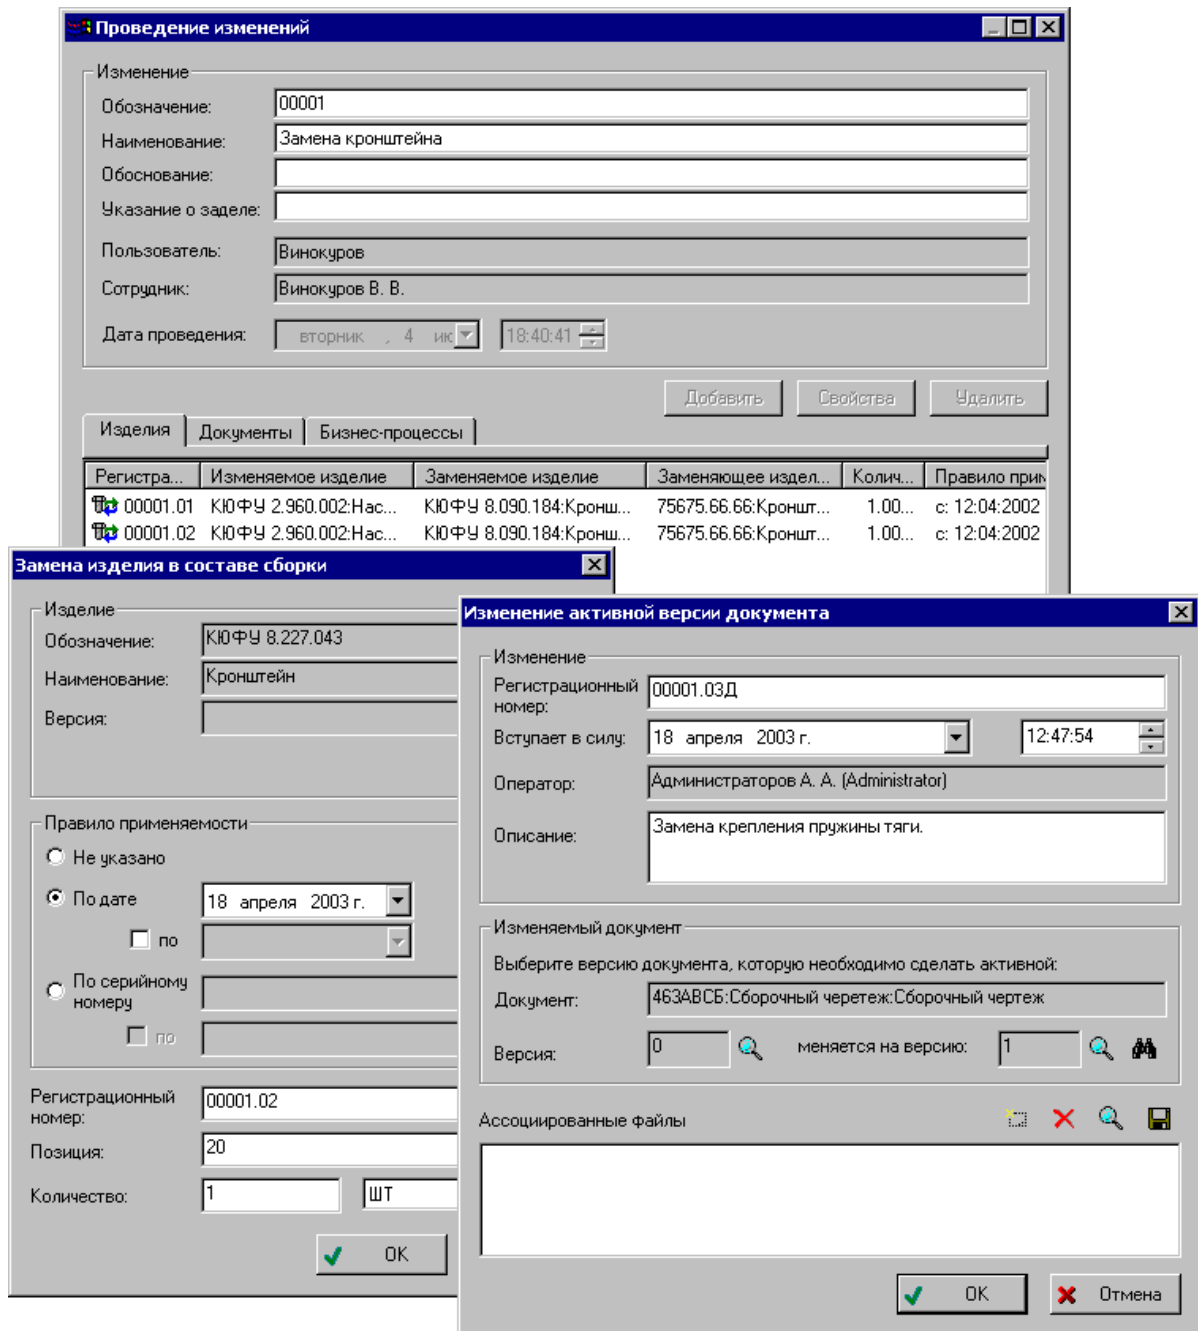 Проведение изменений
Изменение
Обозначение: 00001
Наименование: Замена кронштейна
Обоснование:
Указание о заделе:
Пользователь: Винокуров
Сотрудник: Винокуров В. В.
Дата проведения: вторник , 4 ию 18:40:41
Добавить Свойства Удалить
Изделия Документы Бизнес-процессы
Регистра... Изменяемое изделие Заменяемое изделие Заменяющее издел... Колич... Правило прим
00001.01 КЮФУ 2.960.002:Нас... КЮФУ 8.090.184:Кронш... 75675.66.66:Кроншт... 1.00... с: 12:04:2002
00001.02 КЮФУ 2.960.002:Нас... КЮФУ 8.090.184:Кронш... 75675.66.66:Кроншт... 1.00... с: 12:04:2002
Замена изделия в составе сборки
Изделие
Обозначение: КЮФУ 8.227.043
Наименование: Кронштейн
Версия:
Правило применяемости
Не указано
По дате 18 апреля 2003 г.
по
По серийному
номеру
по
Регистрационный
номер: 00001.02
Позиция: 20
Количество: 1 ШТ
OK
Изменение активной версии документа
Изменение
Регистрационный
номер: 00001.03Д
Вступает в силу: 18 апреля 2003 г. 12:47:54
Оператор: Администраторов А. А. (Administrator)
Описание: Замена крепления пружины тяги.
Изменяемый документ
Выберите версию документа, которую необходимо сделать активной:
Документ: 463АВСБ:Сборочный черетеж:Сборочный чертеж
Версия: 0 меняется на версию: 1
Ассоциированные файлы
OK Отмена